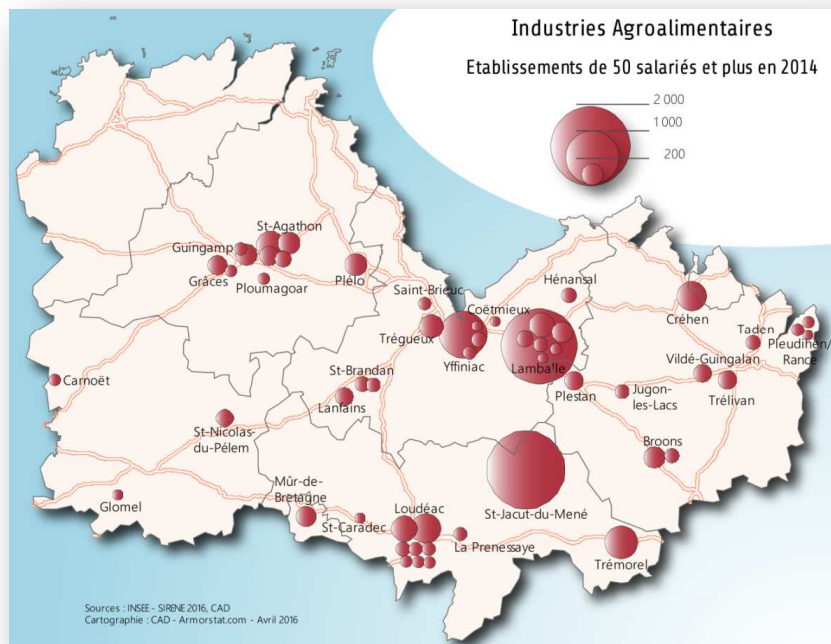 Industries Agroalimentaires
Etablissements de 50 salariés et plus en 2014
2 000
1 000
200
St-Agathon
Guingamp
Grâces
Ploumagoar
Plélo
Saint-Brieuc
Coëtmieux
Hénansal
Créhen
Trégueux
Yffiniac
Lamballe
Taden
Pleudihen/
Rance
Vildé-Guingalan
Carnoët
St-Brandan
Lanfains
Plestan
Jugon-
les-Lacs
Trélivan
St-Nicolas-
du-Pélem
Broons
Mûr-de-
Bretagne
Loudéac
St-Jacut-du-Mené
Glomel
St-Caradec
La Prenessaye
Trémorel
Sources : INSEE - SIRENE 2016, CAD
Cartographie : CAD - Armorstat.com - Avril 2016